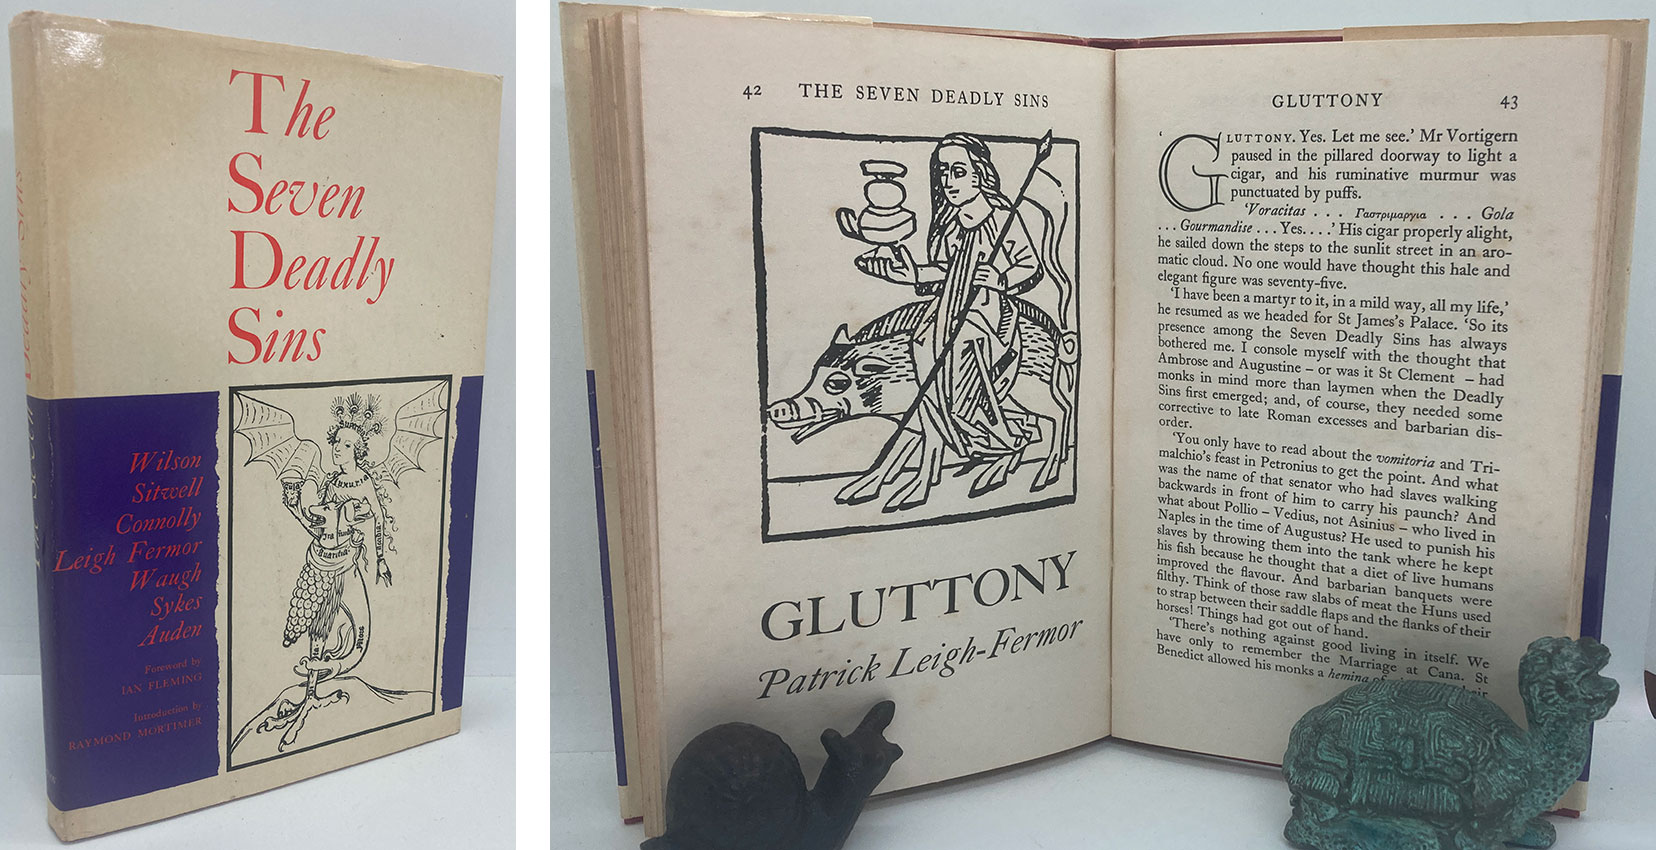 The
Seven
Deadly
Sins
Wilson
Sitwell
Connolly
Leigh Fermor
Waugh
Sykes
Auden
Foreword by
IAN FLEMING
Introduction by
RAYMOND MORTIMER
Luxuria
42 THE SEVEN DEADLY SINS
GLUTTONY
Patrick Leigh-Fermor
GLUTTONY 43
‘GLUTTONY. Yes. Let me see.’ Mr Vortigern
paused in the pillared doorway to light a
cigar, and his ruminative murmur was
punctuated by puffs.
‘Voracitas . . . Γαστριμαργια . . . Gola
. . . Gourmandise . . . Yes. . . .’ His cigar properly alight,
he sailed down the steps to the sunlit street in an aro-
matic cloud. No one would have thought this hale and
elegant figure was seventy-five.
‘I have been a martyr to it, in a mild way, all my life,’
he resumed as we headed for St James’s Palace. ‘So its
presence among the Seven Deadly Sins has always
bothered me. I console myself with the thought that
Ambrose and Augustine – or was it St Clement – had
monks in mind more than laymen when the Deadly
Sins first emerged; and, of course, they needed some
corrective to late Roman excesses and barbarian dis-
order.
‘You only have to read about the vomitoria and Tri-
malchio’s feast in Petronius to get the point. And what
was the name of that senator who had slaves walking
backwards in front of him to carry his paunch? And
what about Pollio – Vedius, not Asinius – who lived in
Naples in the time of Augustus? He used to punish his
slaves by throwing them into the tank where he kept
his fish because he thought that a diet of live humans
improved the flavour. And barbarian banquets were
filthy. Think of those raw slabs of meat the Huns used
to strap between their saddle flaps and the flanks of their
horses! Things had got out of hand.
‘There’s nothing against good living in itself. We
have only to remember the Marriage at Cana. St
Benedict allowed his monks a hemina of